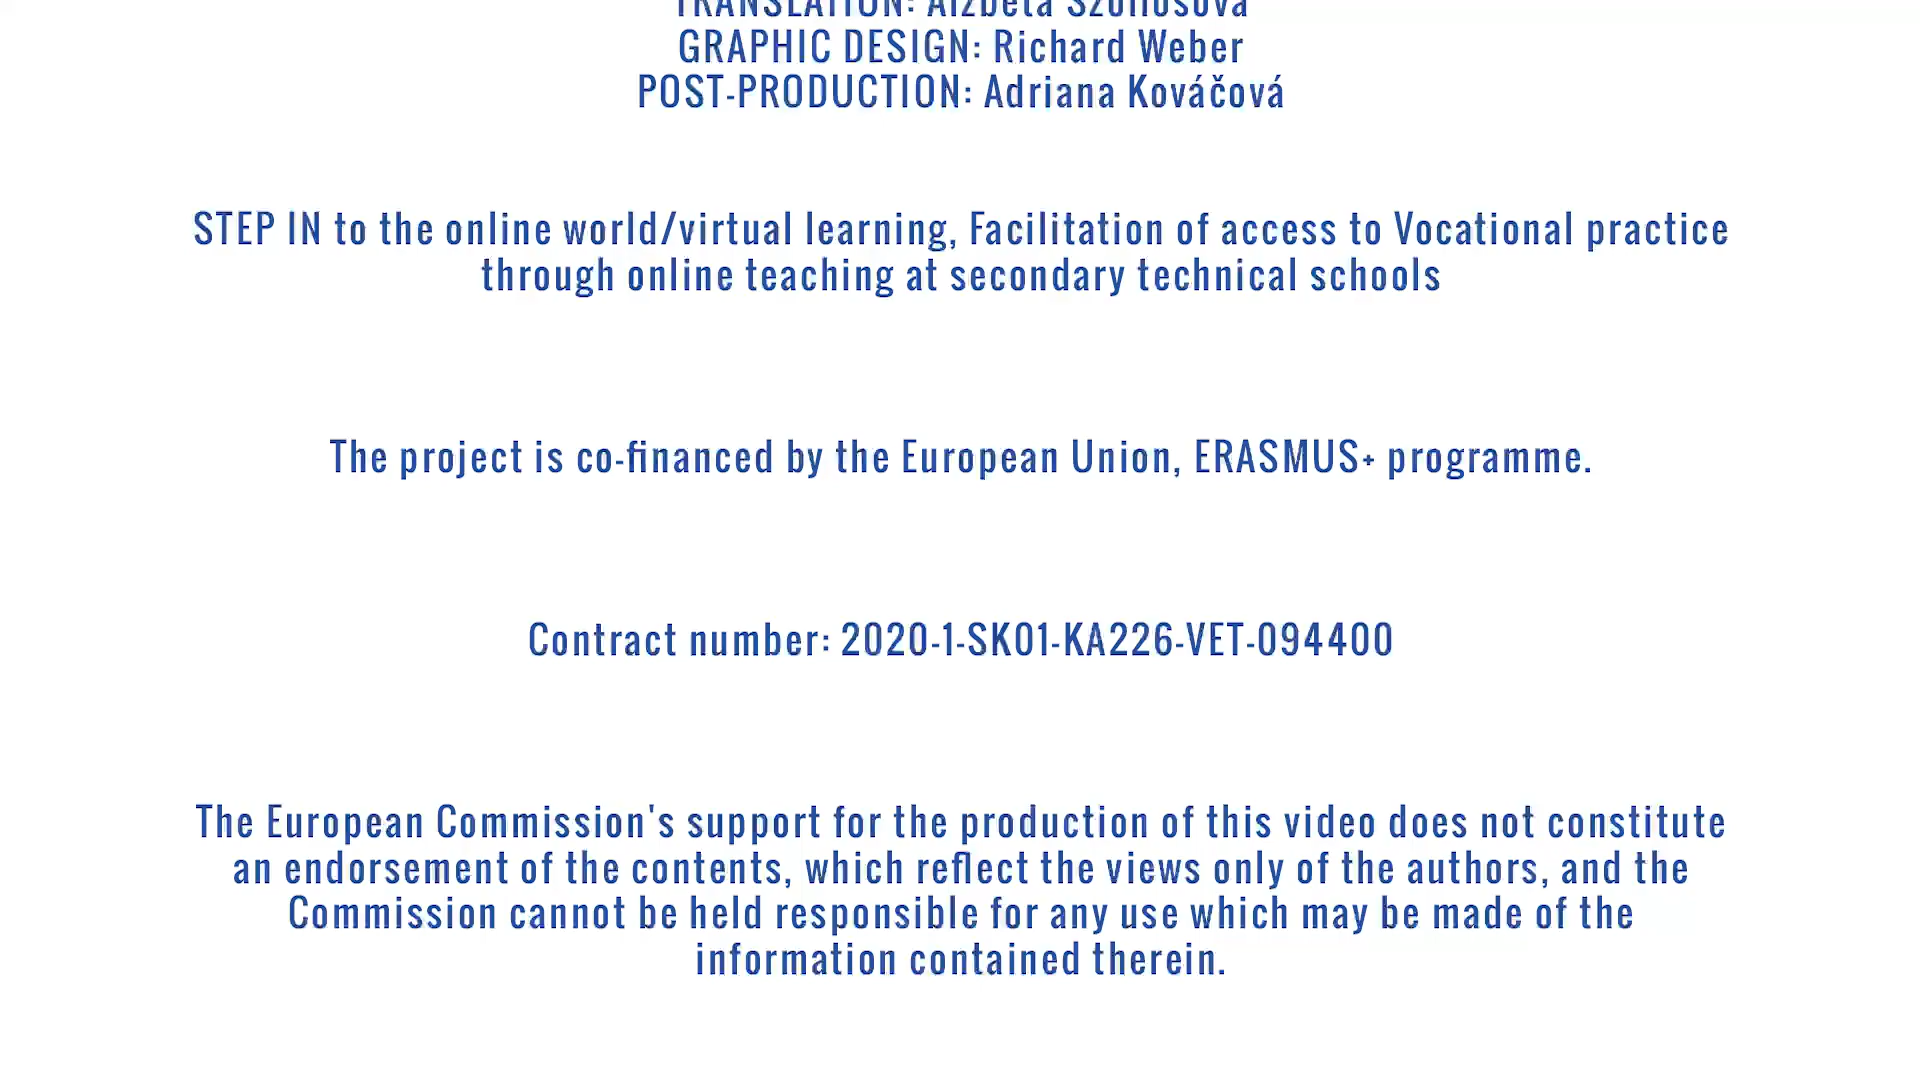 TRANSLATION: Alžbeta
GRAPHIC DESIGN: Richard Weber
POST-PRODUCTION: Adriana Kováčová
STEP IN to the online world/virtual learning, Facilitation of access to Vocational practice
through online teaching at secondary technical schools
The project is co-financed by the European Union, ERASMUS+ programme.
Contract number: 2020-1-SK01-KA226-VET-094400
The European Commission's support for the production of this video does not constitute
an endorsement of the contents, which reflect the views only of the authors, and the
Commission cannot be held responsible for any use which may be made of the
information contained therein.